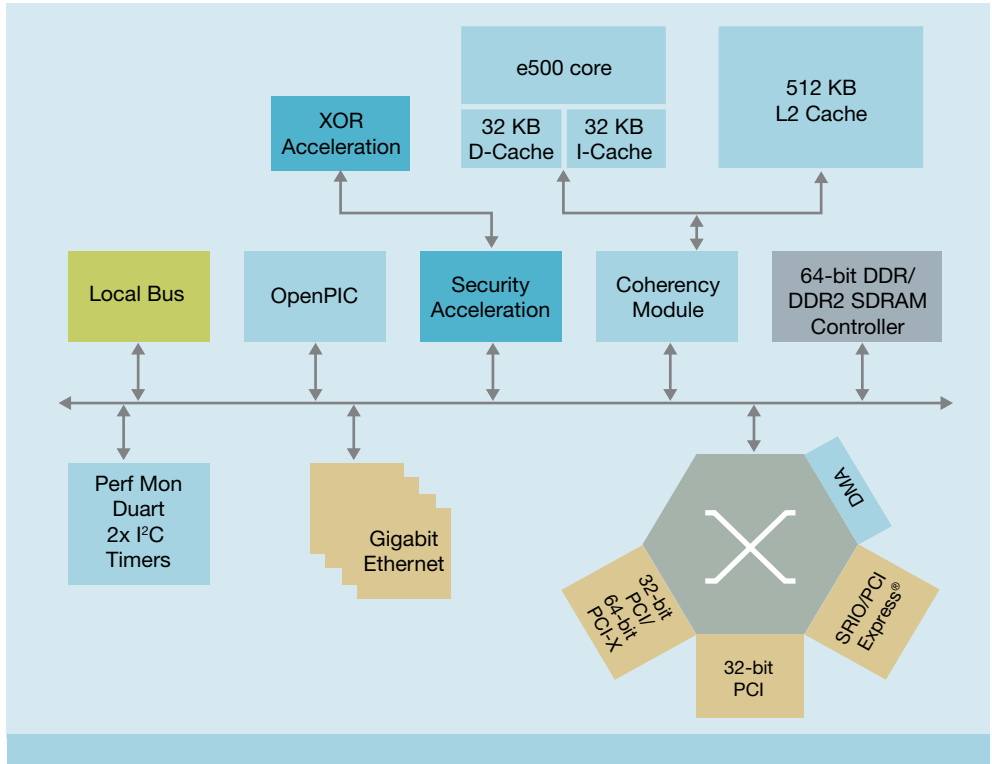 e500 core
32 KB
D-Cache
32 KB
I-Cache
512 KB
L2 Cache
XOR
Acceleration
Local Bus
OpenPIC
Security
Acceleration
Coherency
Module
64-bit DDR/
DDR2 SDRAM
Controller
Perf Mon
Duart
2x I²C
Timers
Gigabit
Ethernet
DMA
32-bit
PCI/
64-bit
PCI-X
32-bit
PCI
SRIO/PCI
Express®